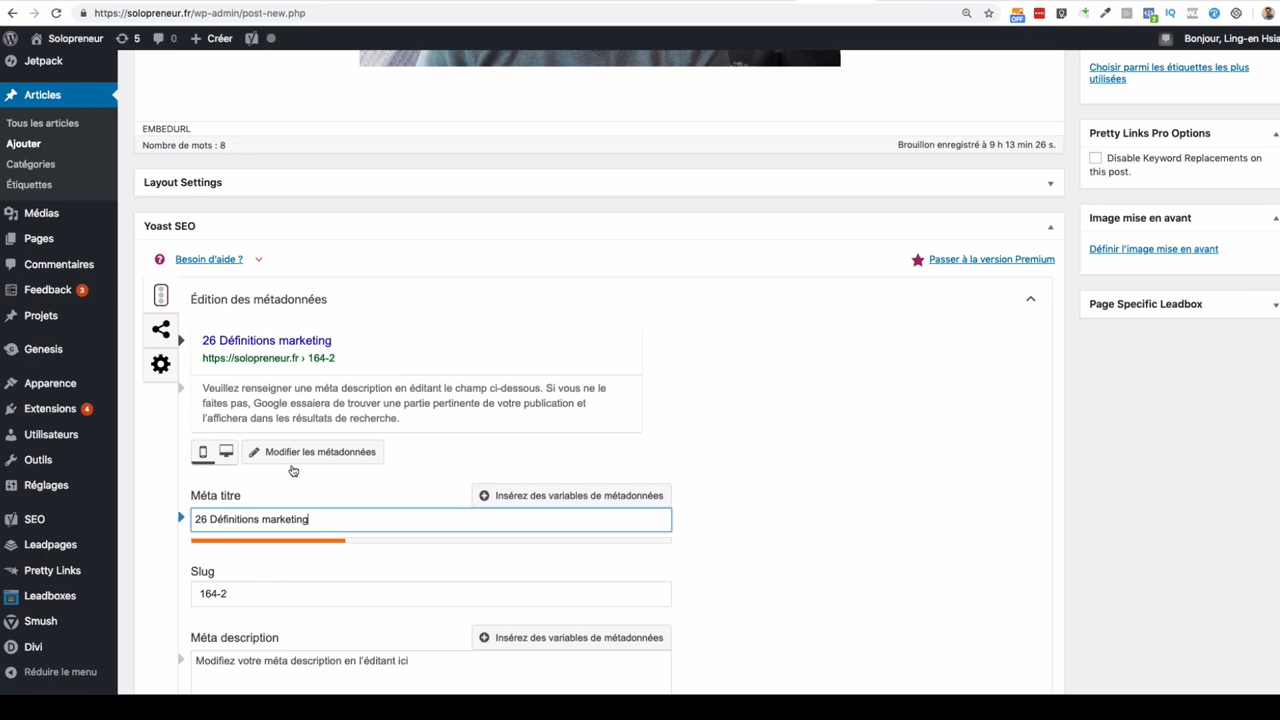 https://solopreneur.fr/wp-admin/post-new.php
OFF
3
IQ
Solopreneur
5
0
Créer
Bonjour, Ling-en Hsia
Jetpack
Articles
Tous les articles
Ajouter
Catégories
Étiquettes
Médias
Pages
Commentaires
Feedback
3
Projets
Genesis
Apparence
Extensions
4
Utilisateurs
Outils
Réglages
SEO
Leadpages
Pretty Links
Leadboxes
Smush
Divi
Réduire le menu
EMBEDURL
Nombre de mots : 8
Brouillon enregistré à 9 h 13 min 26 s.
Layout Settings
Yoast SEO
Besoin d'aide ?
Passer à la version Premium
Édition des métadonnées
26 Définitions marketing
https://solopreneur.fr › 164-2
Veuillez renseigner une méta description en éditant le champ ci-dessous. Si vous ne le
faites pas, Google essaiera de trouver une partie pertinente de votre publication et
l'affichera dans les résultats de recherche.
Modifier les métadonnées
Méta titre
Insérez des variables de métadonnées
26 Définitions marketing
Slug
164-2
Méta description
Insérez des variables de métadonnées
Modifiez votre méta description en l'éditant ici
Choisir parmi les étiquettes les plus
utilisées
Pretty Links Pro Options
Disable Keyword Replacements on
this post.
Image mise en avant
Définir l'image mise en avant
Page Specific Leadbox